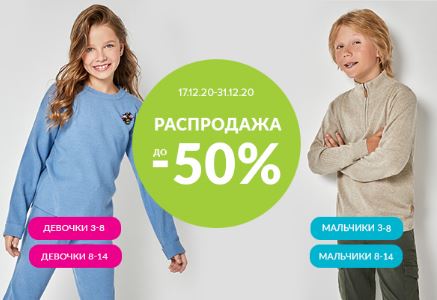 17.12.20-31.12.20
РАСПРОДАЖА
ДО -50%
ДЕВОЧКИ 3-8
ДЕВОЧКИ 8-14
МАЛЬЧИКИ 3-8
МАЛЬЧИКИ 8-14